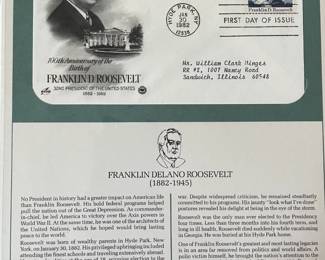 HYDE PARK, NY
JAN
30
1982
12538
FIRST DAY OF ISSUE
Franklin D. Roosevelt
100th Anniversary of the
Birth of
FRANKLIN D. ROOSEVELT
32ND PRESIDENT OF THE UNITED STATES
1882 - 1982
Mr. William Clark Hinges
RR #1, 1007 Nancy Road
Sandwich, Illinois 60548
FRANKLIN DELANO ROOSEVELT
(1882-1945)
No President in history had a greater impact on American life
than Franklin Roosevelt. His bold federal programs helped
pull the nation out of the Great Depression. As commander-
in-chief, he led America to victory over the Axis powers in
World War II. At the same time, he was one of the architects of
the United Nations, which he hoped would bring lasting
peace to the world.
Roosevelt was born of wealthy parents in Hyde Park, New
York, on January 30, 1882. His privileged upbringing included
attending the finest schools and traveling extensively abroad.
war. Despite widespread criticism, he remained steadfastly
committed to his programs. His jaunty "look what I've done"
postures revealed his delight at being in the eye of the storm.
Roosevelt was the only man ever elected to the Presidency
four times. Less than three months into his fourth term, and
long in ill health, Roosevelt died suddenly while vacationing
in Georgia. He was buried at his Hyde Park home.
One of Franklin Roosevelt's greatest and most lasting legacies
is in an area removed from politics and world affairs. A
polio victim himself, he brought the nation's attention to the